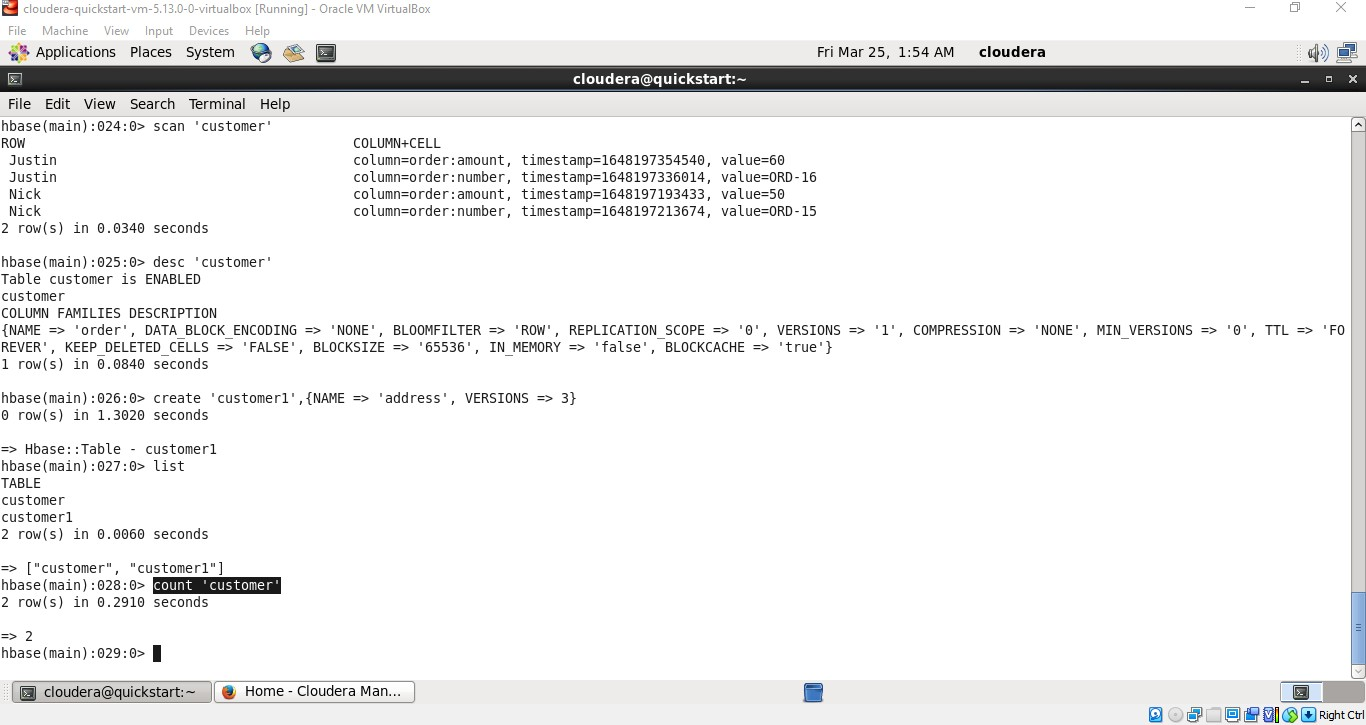 cloudera-quickstart-vm-5.13.0-0-virtualbox [Running] - Oracle VM VirtualBox
File Machine View Input Devices Help
Applications Places System Fri Mar 25, 1:54 AM cloudera
cloudera@quickstart:~
File Edit View Search Terminal Help
hbase(main):024:0> scan 'customer'
ROW COLUMN+CELL
Justin column=order:amount, timestamp=1648197354540, value=60
Justin column=order:number, timestamp=1648197336014, value=ORD-16
Nick column=order:amount, timestamp=1648197193433, value=50
Nick column=order:number, timestamp=1648197213674, value=ORD-15
2 row(s) in 0.0340 seconds
hbase(main):025:0> desc 'customer'
Table customer is ENABLED
customer
COLUMN FAMILIES DESCRIPTION
{NAME => 'order', DATA_BLOCK_ENCODING => 'NONE', BLOOMFILTER => 'ROW', REPLICATION_SCOPE => '0', VERSIONS => '1', COMPRESSION => 'NONE', MIN_VERSIONS => '0', TTL => 'FO
REVER', KEEP_DELETED_CELLS => 'FALSE', BLOCKSIZE => '65536', IN_MEMORY => 'false', BLOCKCACHE => 'true'}
1 row(s) in 0.0840 seconds
hbase(main):026:0> create 'customer1',{NAME => 'address', VERSIONS => 3}
0 row(s) in 1.3020 seconds
=> Hbase::Table - customer1
hbase(main):027:0> list
TABLE
customer
customer1
2 row(s) in 0.0060 seconds
=> ["customer", "customer1"]
hbase(main):028:0> count 'customer'
2 row(s) in 0.2910 seconds
=> 2
hbase(main):029:0>
cloudera@quickstart:~ Home - Cloudera Man...
Right Ctrl